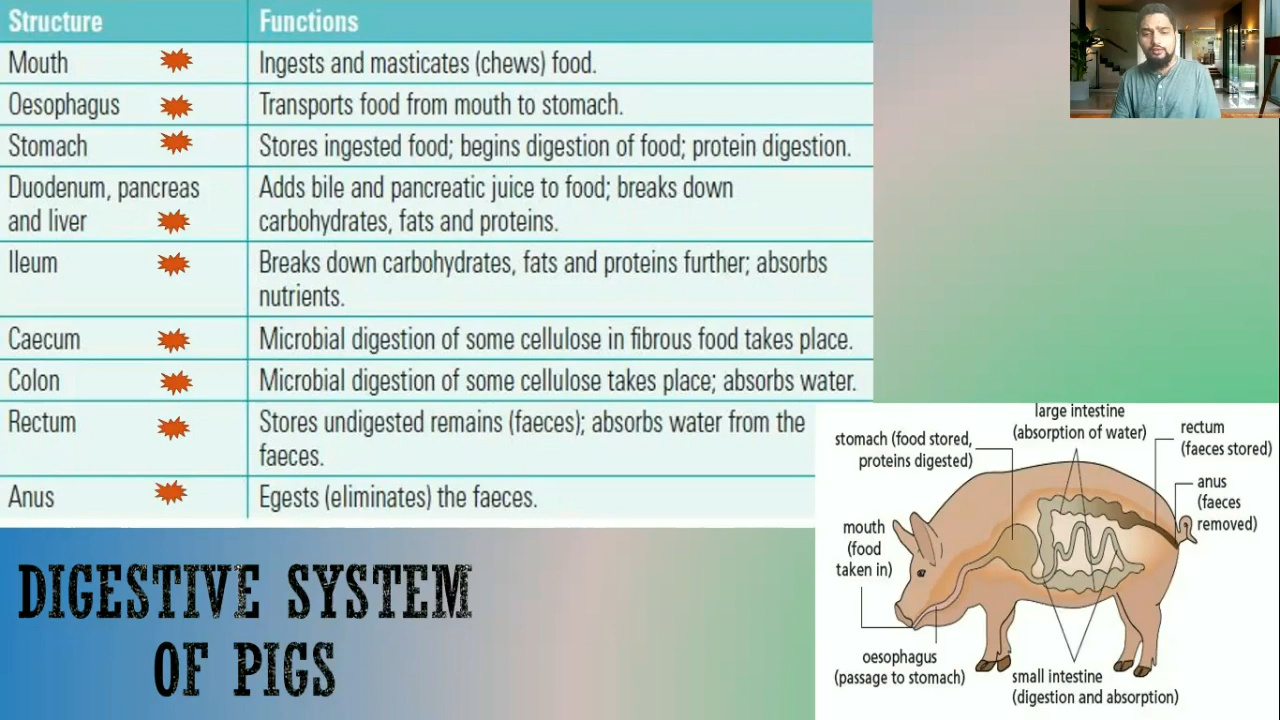 Structure Functions
Mouth Ingests and masticates (chews) food.
Oesophagus Transports food from mouth to stomach.
Stomach Stores ingested food; begins digestion of food; protein digestion.
Duodenum, pancreas Adds bile and pancreatic juice to food; breaks down
and liver carbohydrates, fats and proteins.
Ileum Breaks down carbohydrates, fats and proteins further; absorbs
nutrients.
Caecum Microbial digestion of some cellulose in fibrous food takes place.
Colon Microbial digestion of some cellulose takes place; absorbs water.
Rectum Stores undigested remains (faeces); absorbs water from the
faeces.
Anus Egests (eliminates) the faeces.
DIGESTIVE SYSTEM
OF PIGS
large intestine
(absorption of water)
rectum
(faeces stored)
stomach (food stored,
proteins digested)
anus
(faeces
removed)
mouth
(food
taken in)
oesophagus
(passage to stomach)
small intestine
(digestion and absorption)